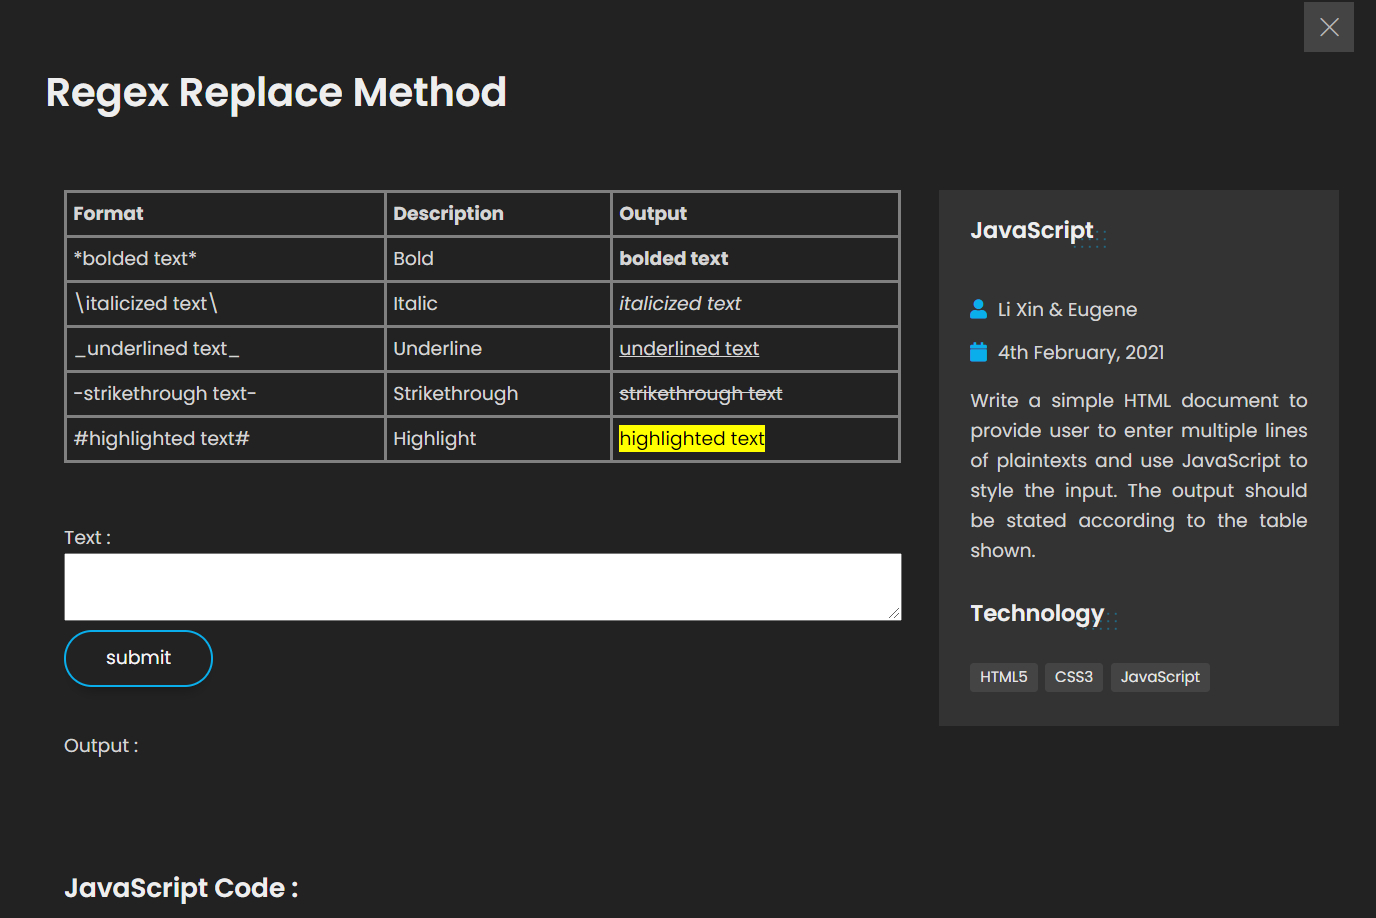 Regex Replace Method
Format Description Output
*bolded text* Bold bolded text
\italicized text\ Italic italicized text
_underlined text_ Underline underlined text
-strikethrough text- Strikethrough strikethrough text
#highlighted text# Highlight highlighted text
Text :
submit
Output :
JavaScript Code :
JavaScript
Li Xin & Eugene
4th February, 2021
Write a simple HTML document to
provide user to enter multiple lines
of plaintexts and use JavaScript to
style the input. The output should
be stated according to the table
shown.
Technology
HTML5 CSS3 JavaScript